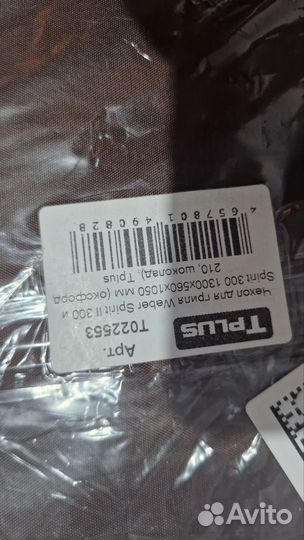 TPLUS
Арт.
T022553
Чехол для гриля Weber Spirit II 300 и
Spirit 300 1300x560x1050 мм (оксфорд
210, шоколад), Tplus
4 657801 490828
Avito